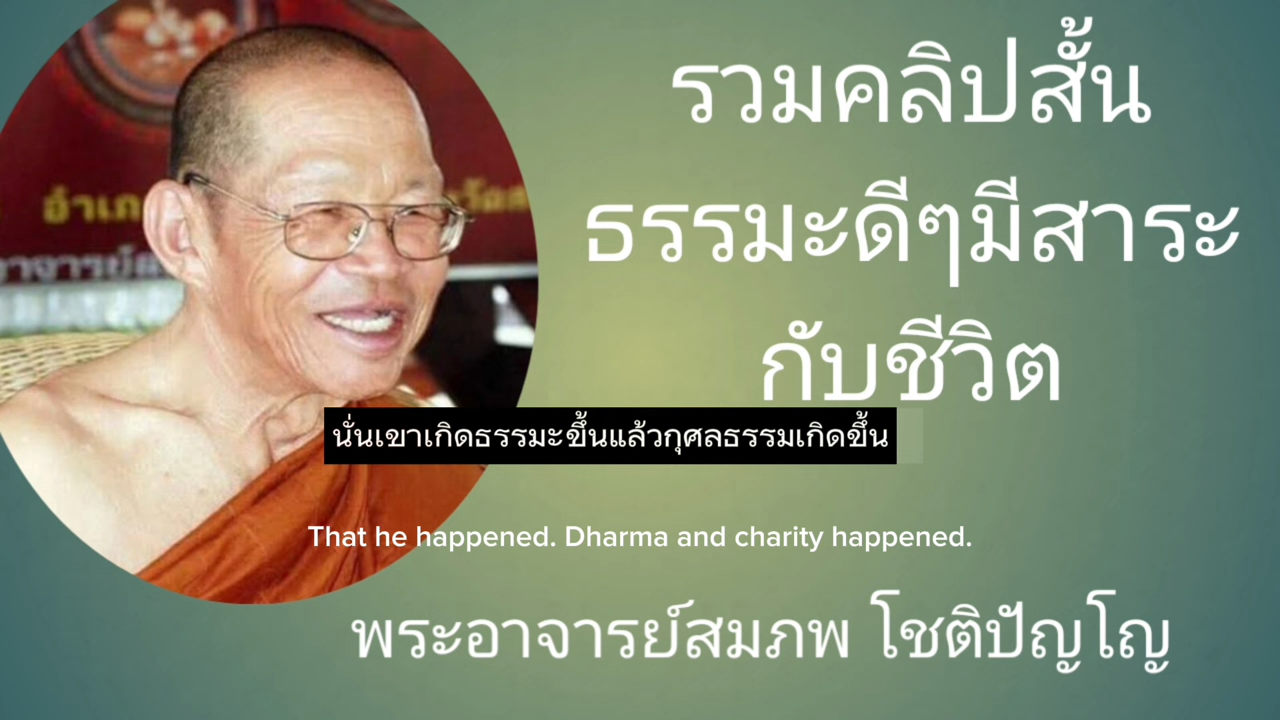 รวมคลิปสั้น
ธรรมะดีๆมีสาระ
กับชีวิต
อำเภ
นั่นเขาเกิดธรรมะขึ้นแล้วกุศลธรรมเกิดขึ้น
That he happened. Dharma and charity happened.
พระอาจารย์สมภพ โชติปัญโญ